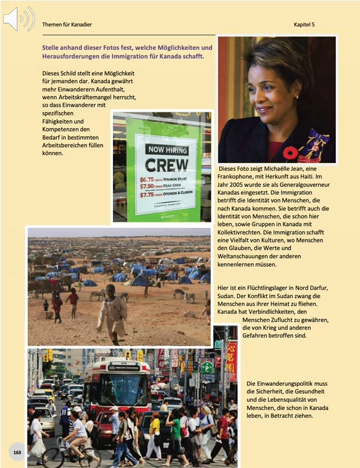 Themen für Kanadier
Kapitel 5
Stelle anhand dieser Fotos fest, welche Möglichkeiten und
Herausforderungen die Immigration für Kanada schafft.
Dieses Schild stellt eine Möglichkeit
für jemanden dar. Kanada gewährt
mehr Einwanderern Aufenthalt,
wenn Arbeitskräftemangel herrscht,
so dass Einwanderer mit
spezifischen
Fähigkeiten und
Kompetenzen den
Bedarf in bestimmten
Arbeitsbereichen füllen
können.
NOW HIRING
CREW
$6.75
$7.50
$7.75
Dieses Foto zeigt Michaëlle Jean, eine
Frankophone, mit Herkunft aus Haiti. Im
Jahr 2005 wurde sie als Generalgouverneur
Kanadas eingesetzt. Die Immigration
betrifft die Identität von Menschen, die
nach Kanada kommen. Sie betrifft auch die
Identität von Menschen, die schon hier
leben, sowie Gruppen in Kanada mit
Kollektivrechten. Die Immigration schafft
eine Vielfalt von Kulturen, wo Menschen
den Glauben, die Werte und
Weltanschauungen der anderen
kennenlernen müssen.
Hier ist ein Flüchtlingslager in Nord Darfur,
Sudan. Der Konflikt im Sudan zwang die
Menschen aus ihrer Heimat zu fliehen.
Kanada hat Verbindlichkeiten, den
Menschen Zuflucht zu gewähren,
die von Krieg und anderen
Gefahren betroffen sind.
Die Einwanderungspolitik muss
die Sicherheit, die Gesundheit
und die Lebensqualität von
Menschen, die schon in Kanada
leben, in Betracht ziehen.
163